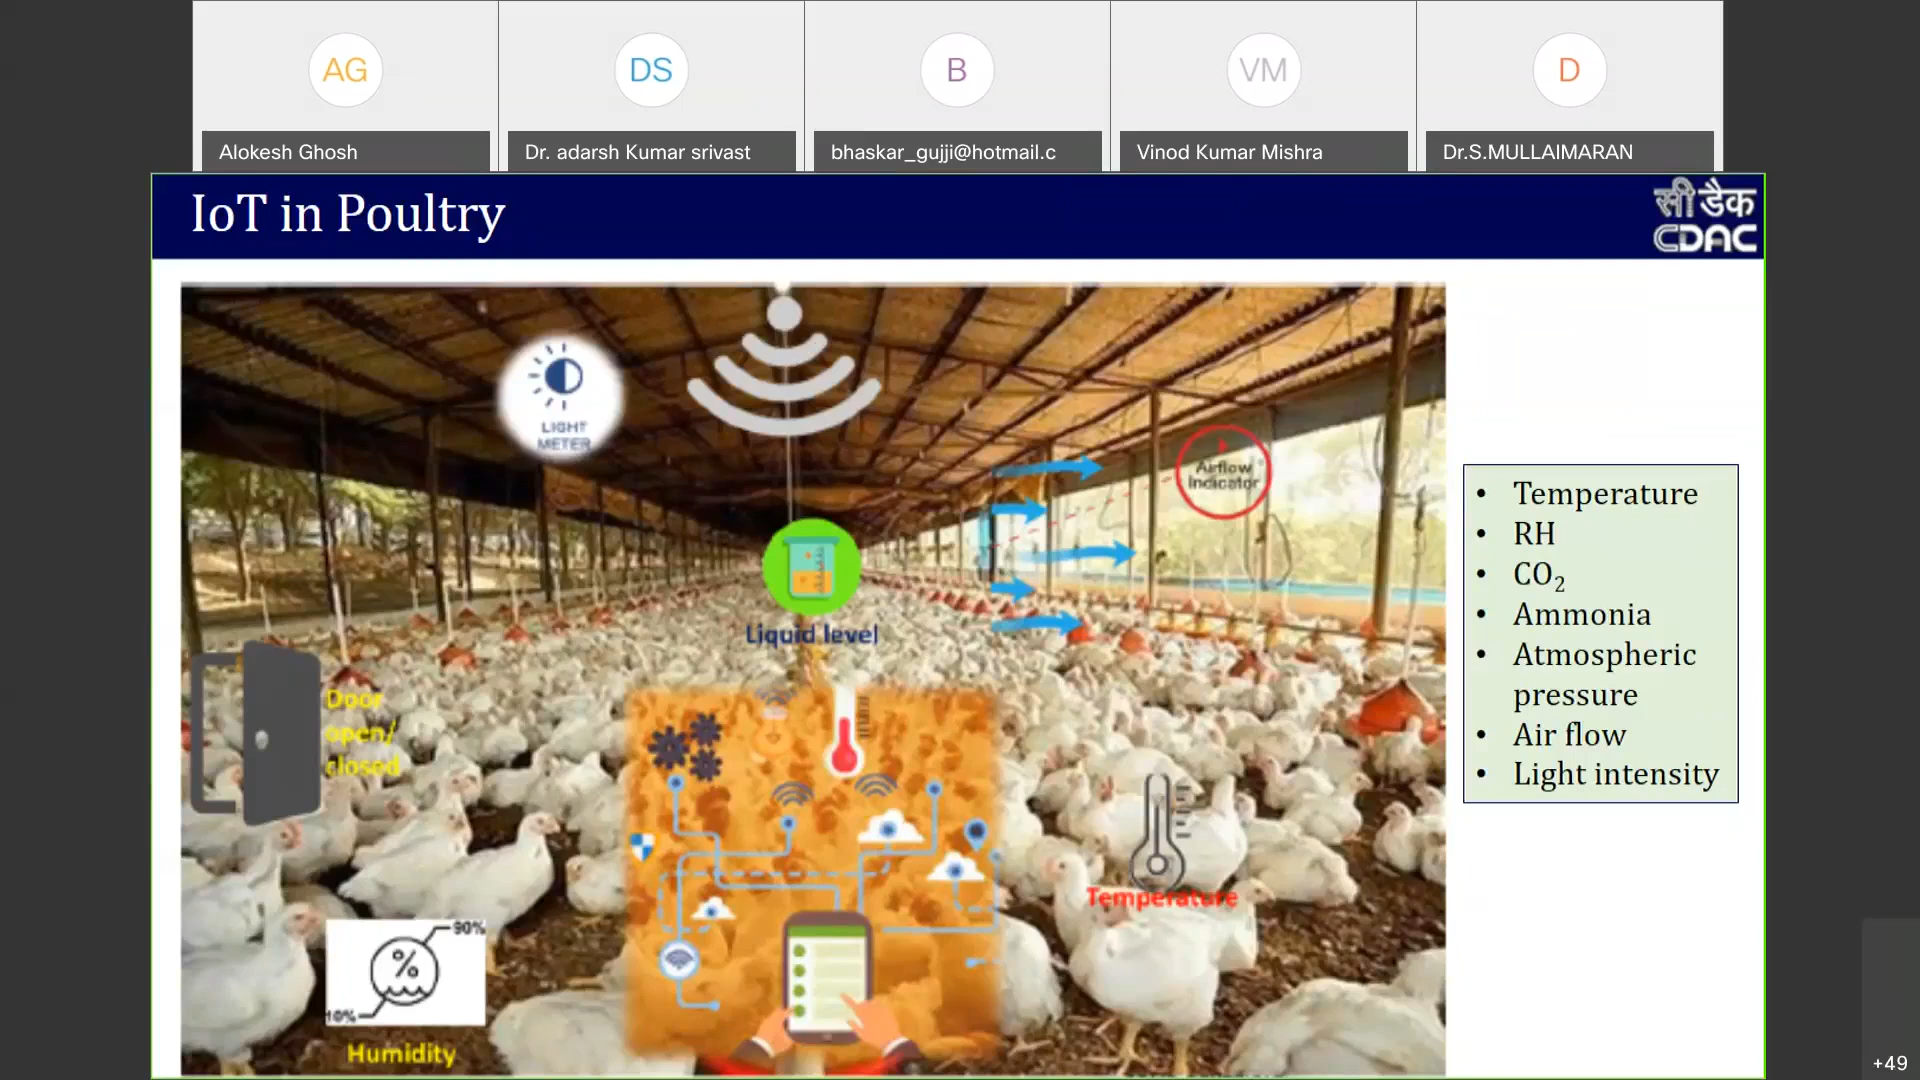 AG
DS
B
VM
D
Alokesh Ghosh
Dr. adarsh Kumar srivast
bhaskar_gujji@hotmail.c
Vinod Kumar Mishra
Dr.S.MULLAIMARAN
IoT in Poultry
सी डैक
CDAC
LIGHT
METER
Airflow
Indicator
Liquid level
Door
open/
closed
Temperature
90%
%
10%
Humidity
• Temperature
• RH
• CO₂
• Ammonia
• Atmospheric
pressure
• Air flow
• Light intensity
+49